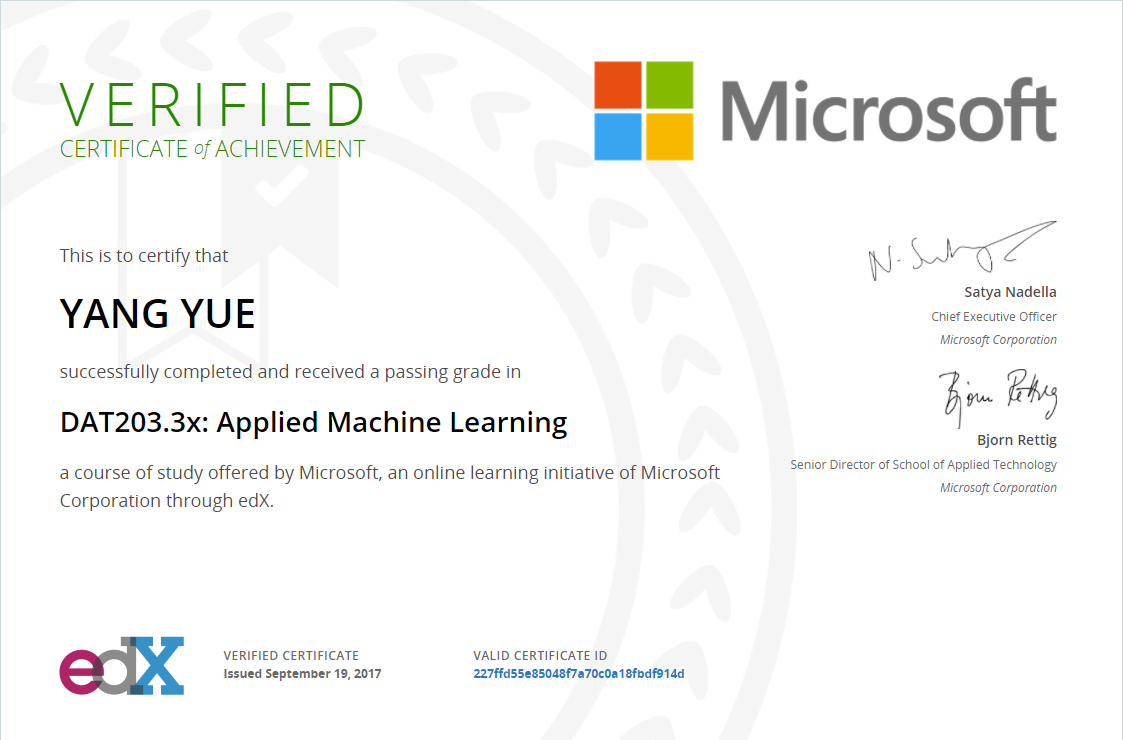 VERIFIED
CERTIFICATE of ACHIEVEMENT
Microsoft
This is to certify that
YANG YUE
successfully completed and received a passing grade in
DAT203.3x: Applied Machine Learning
a course of study offered by Microsoft, an online learning initiative of Microsoft
Corporation through edX.
N. Satya
Satya Nadella
Chief Executive Officer
Microsoft Corporation
Bjorn Rettig
Bjorn Rettig
Senior Director of School of Applied Technology
Microsoft Corporation
edX
VERIFIED CERTIFICATE
Issued September 19, 2017
VALID CERTIFICATE ID
227ffd55e85048f7a70c0a18fbdf914d